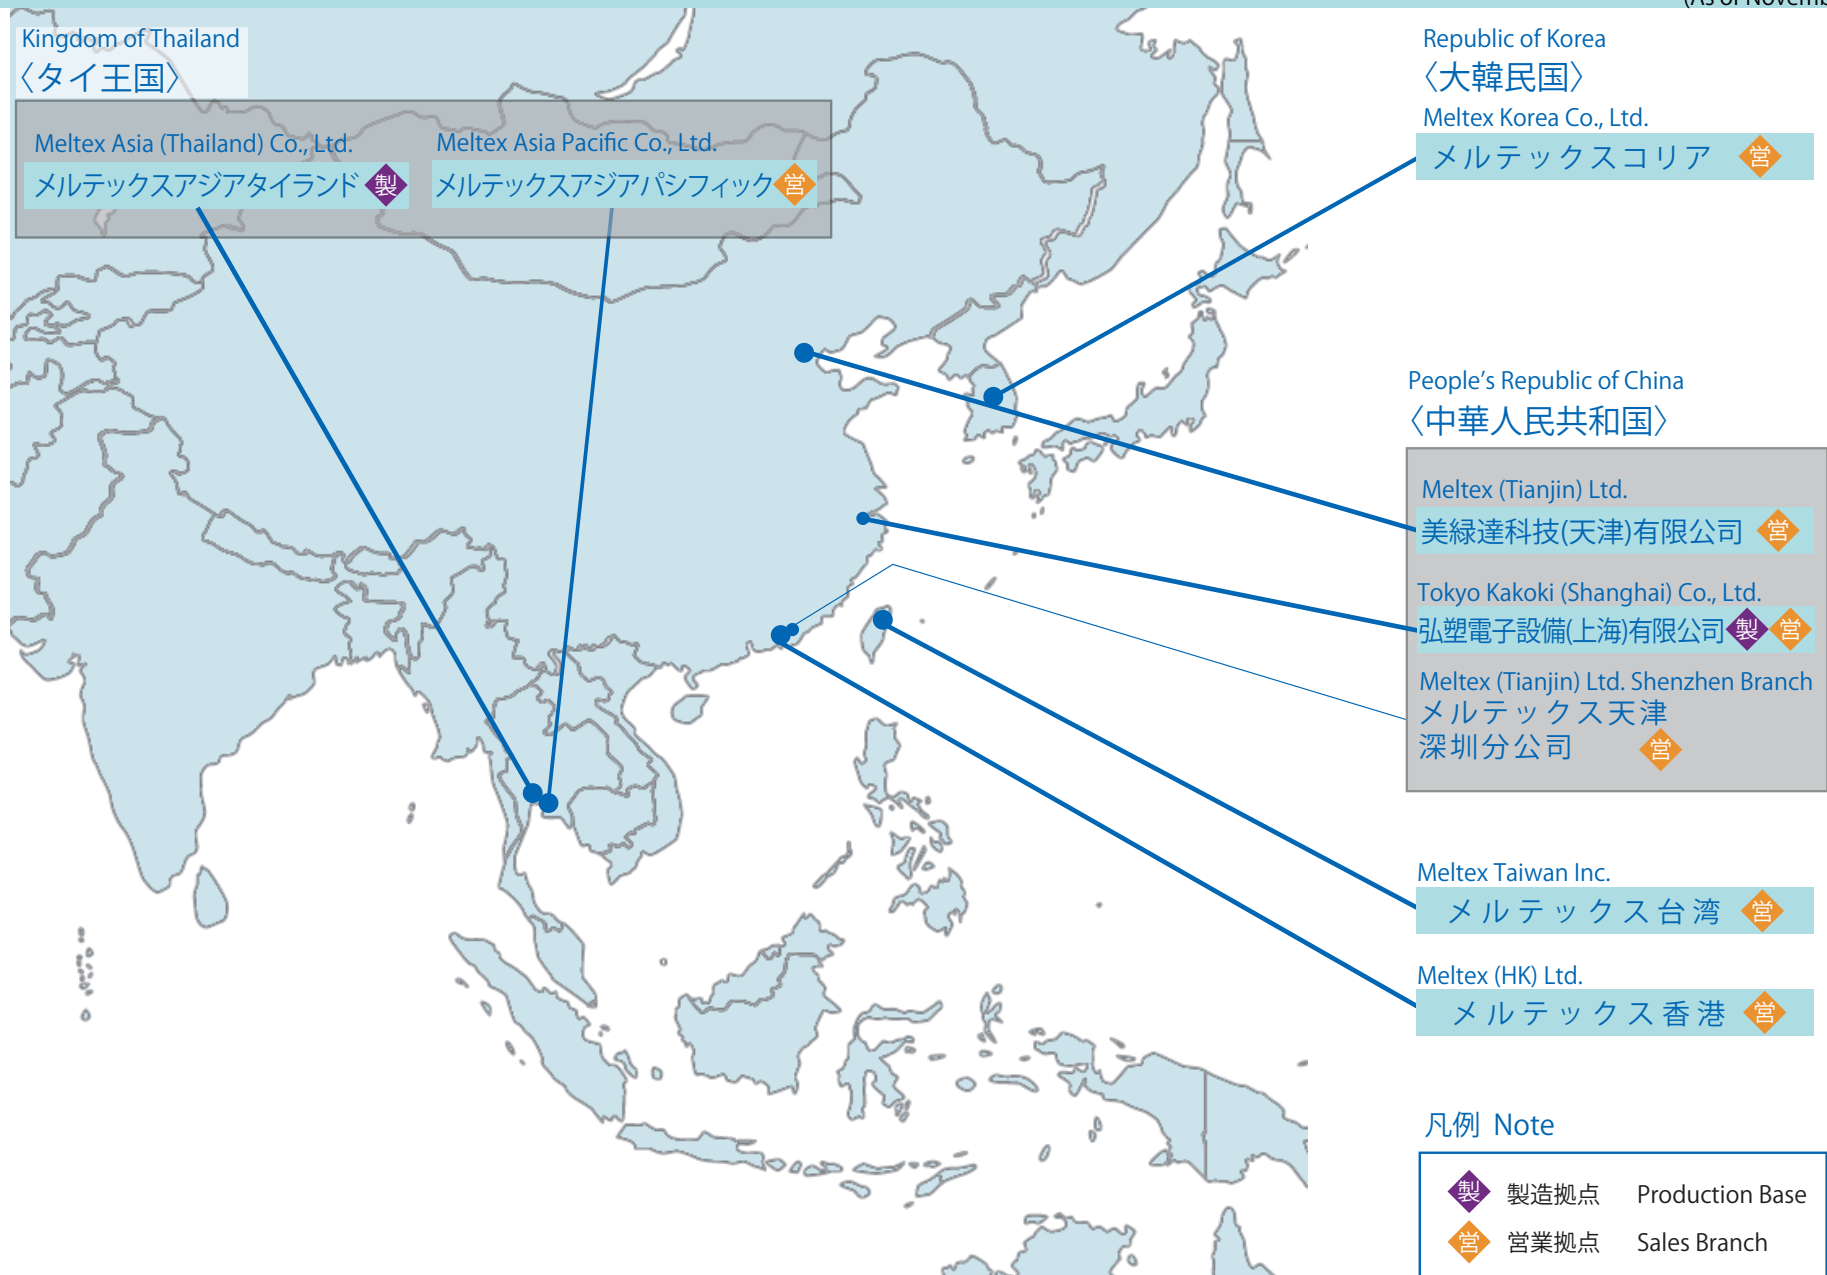 (As of Novemb
Kingdom of Thailand
〈タイ王国〉
Meltex Asia (Thailand) Co., Ltd.
メルテックスアジアタイランド 製
Meltex Asia Pacific Co., Ltd.
メルテックスアジアパシフィック 営
Republic of Korea
〈大韓民国〉
Meltex Korea Co., Ltd.
メルテックスコリア 営
People’s Republic of China
〈中華人民共和国〉
Meltex (Tianjin) Ltd.
美緑達科技(天津)有限公司 営
Tokyo Kakoki (Shanghai) Co., Ltd.
弘塑電子設備(上海)有限公司 製 営
Meltex (Tianjin) Ltd. Shenzhen Branch
メルテックス天津
深圳分公司 営
Meltex Taiwan Inc.
メルテックス台湾 営
Meltex (HK) Ltd.
メルテックス香港 営
凡例 Note
製 製造拠点 Production Base
営 営業拠点 Sales Branch